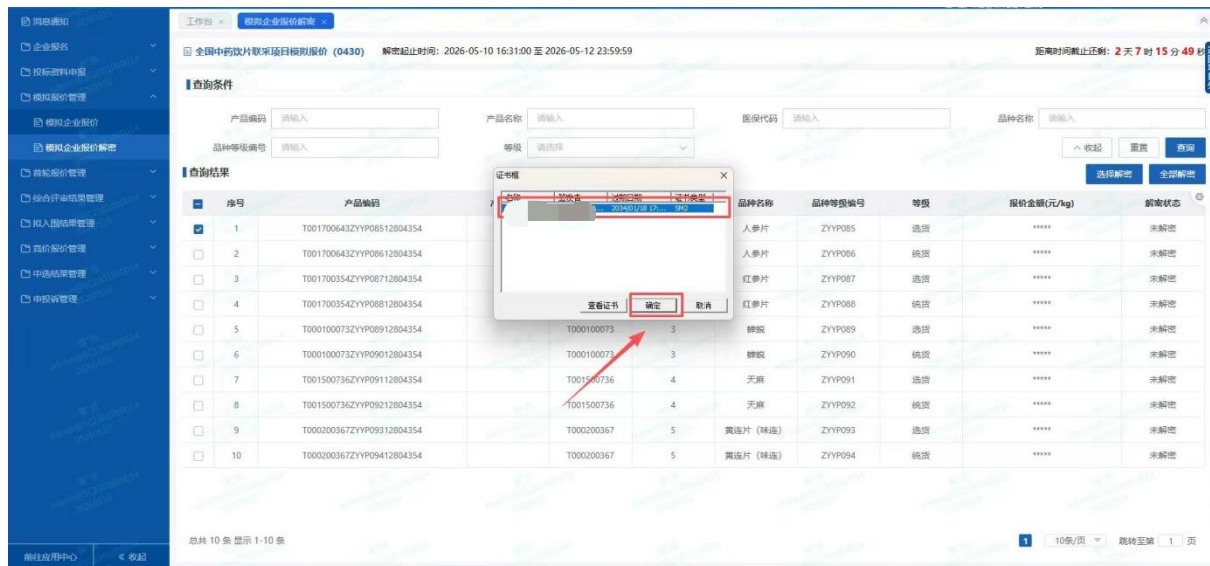 消息通知
企业报名
投标资料申报
模拟报价管理
模拟企业报价
模拟企业报价解密
首轮报价管理
综合评审结果管理
拟入围结果管理
竞价报价管理
中选结果管理
申投诉管理
前往应用中心 《 收起
工作台 × 模拟企业报价解密 ×
全国中药饮片联采项目模拟报价（0430） 解密起止时间：2026-05-10 16:31:00 至 2026-05-12 23:59:59 距离时间截止还剩：2 天 7 时 15 分 49 秒
查询条件
产品编码 请输入 产品名称 请输入 医保代码 请输入 品种名称 请输入
品种等级编号 请输入 等级 请选择 收起 重置 查询
查询结果 选择解密 全部解密
序号 产品编码 品种名称 品种等级编号 等级 报价金额(元/kg) 解密状态
1 T001700643ZYYP08512804354 人参片 ZYYP085 选货 ***** 未解密
2 T001700643ZYYP08612804354 人参片 ZYYP086 统货 ***** 未解密
3 T001700354ZYYP08712804354 红参片 ZYYP087 选货 ***** 未解密
4 T001700354ZYYP08812804354 红参片 ZYYP088 统货 ***** 未解密
5 T000100073ZYYP08912804354 T000100073 3 蝉蜕 ZYYP089 选货 ***** 未解密
6 T000100073ZYYP09012804354 T000100073 3 蝉蜕 ZYYP090 统货 ***** 未解密
7 T001500736ZYYP09112804354 T001500736 4 天麻 ZYYP091 选货 ***** 未解密
8 T001500736ZYYP09212804354 T001500736 4 天麻 ZYYP092 统货 ***** 未解密
9 T000200367ZYYP09312804354 T000200367 5 黄连片（味连） ZYYP093 选货 ***** 未解密
10 T000200367ZYYP09412804354 T000200367 5 黄连片（味连） ZYYP094 统货 ***** 未解密
证书框 ×
名称 签发者 过期日期 证书类型
... 2034/01/18 17:... SM2
查看证书 确定 取消
总共 10 条 显示 1-10 条 1 10条/页 跳转至第 1 页